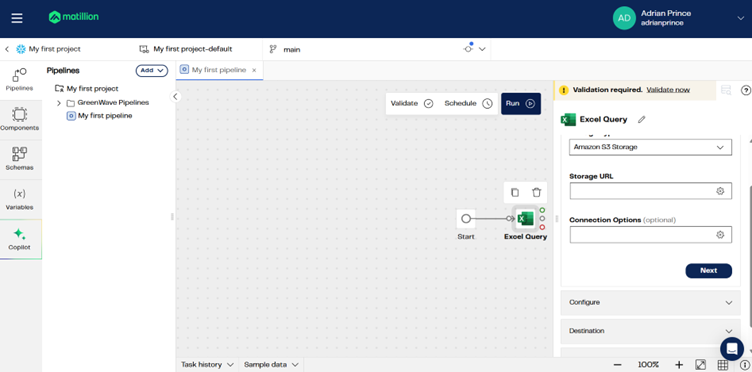 matillion
AD
Adrian Prince
adrianprince
My first project
My first project-default
main
Pipelines
Components
Schemas
(x)
Variables
Copilot
Pipelines
Add
My first project
GreenWave Pipelines
My first pipeline
My first pipeline
Validate
Schedule
Run
Start
Excel Query
Validation required. Validate now
Excel Query
Amazon S3 Storage
Storage URL
Connection Options (optional)
Next
Configure
Destination
Task history
Sample data
100%